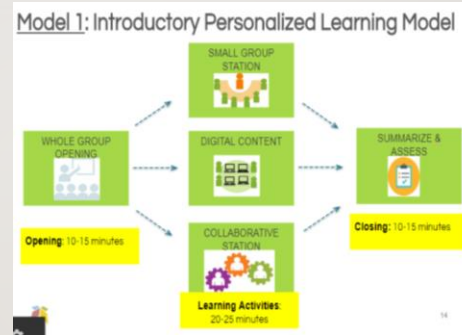 Model 1: Introductory Personalized Learning Model
SMALL GROUP
STATION
WHOLE GROUP
OPENING
DIGITAL CONTENT
SUMMARIZE &
ASSESS
Opening: 10-15 minutes
COLLABORATIVE
STATION
Closing: 10-15 minutes
Learning Activities:
20-25 minutes
14